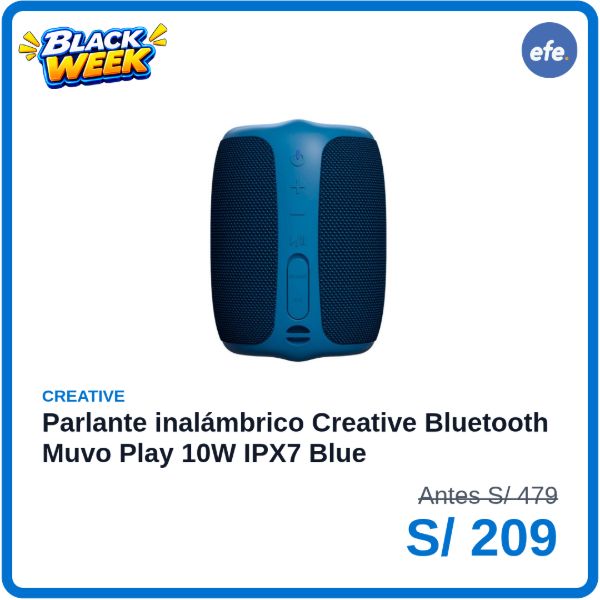 BLACK
WEEK
efe.
CREATIVE
Parlante inalámbrico Creative Bluetooth
Muvo Play 10W IPX7 Blue
Antes S/ 479
S/ 209